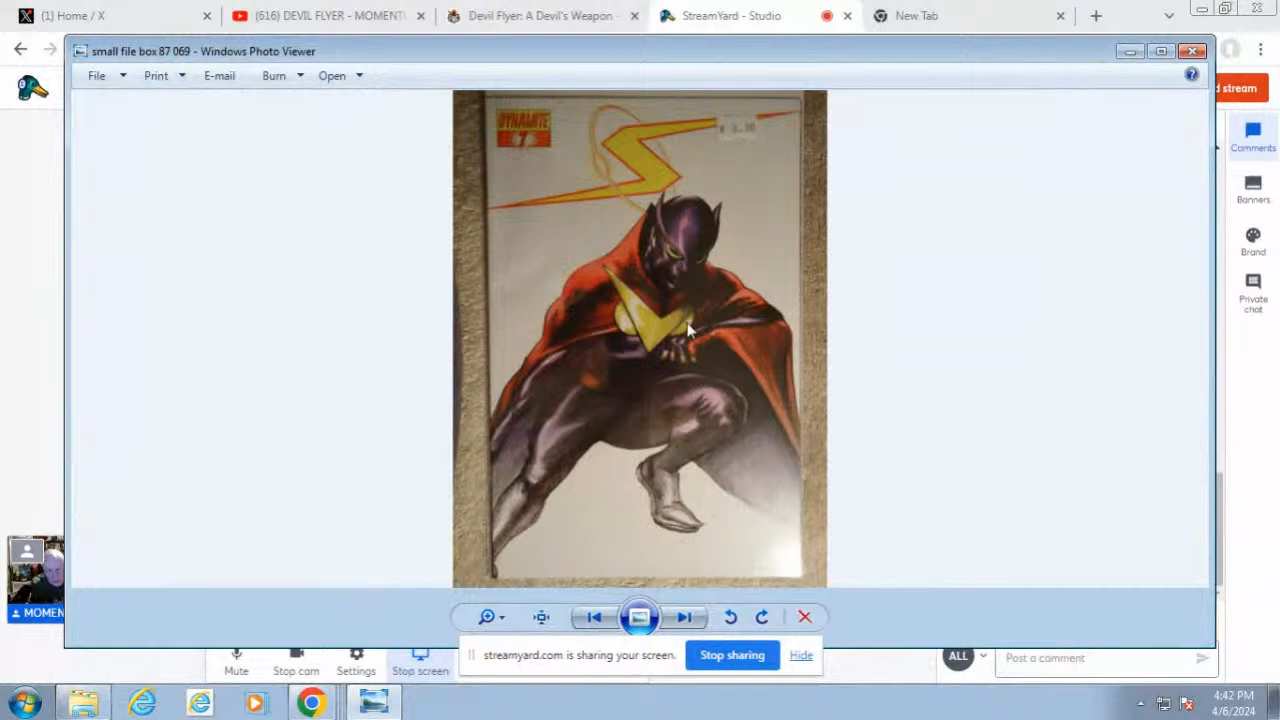 (1) Home / X
(616) DEVIL FLYER - MOMENT
Devil Flyer: A Devil's Weapon -
StreamYard - Studio
New Tab
small file box 87 069 - Windows Photo Viewer
File
Print
E-mail
Burn
Open
d stream
DYNAMITE
7
Comments
Banners
Brand
Private
chat
MOMEN
streamyard.com is sharing your screen.
Stop sharing
Hide
Mute
Stop cam
Settings
Stop screen
ALL
Post a comment
4:42 PM
4/6/2024